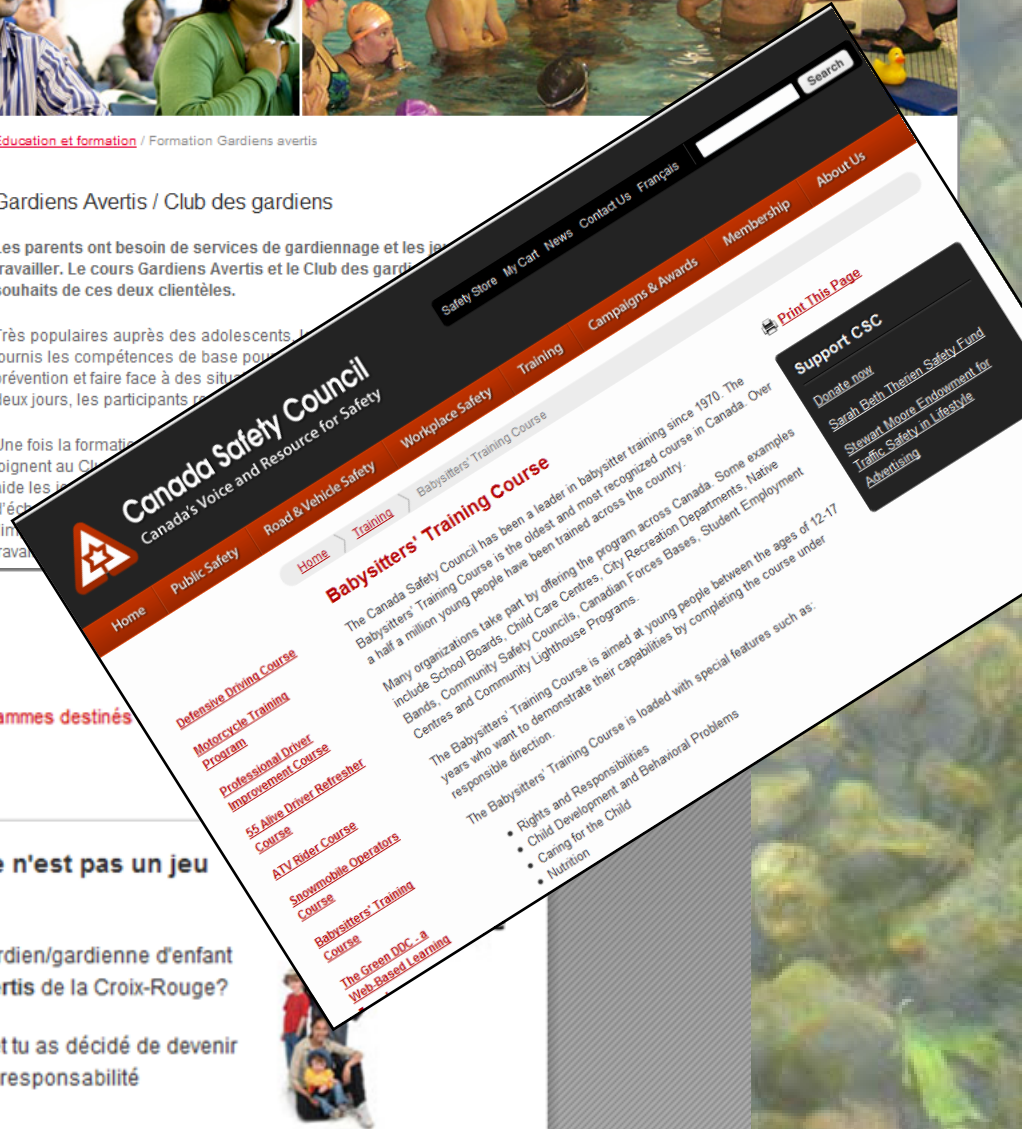 Education et formation / Formation Gardiens avertis
Gardiens Avertis / Club des gardiens
Les parents ont besoin de services de gardiennage et les
travailler. Le cours Gardiens Avertis et le Club des
souhaits de ces deux clientèles.
Très populaires auprès des adolescents,
fournis les compétences de base
prévention et faire face à des
deux jours, les participants
Une fois la
au
aide les
Search
Safety Store My Cart News Contact Us Français
Canada Safety Council
Canada's Voice and Resource for Safety
Home Public Safety Road & Vehicle Safety Workplace Safety Training Campaigns & Awards Membership About Us
Home Training Babysitters' Training Course
Print This Page
Babysitters' Training Course
The Canada Safety Council has been a leader in babysitter training since 1970. The
Babysitters' Training Course is the oldest and most recognized course in Canada. Over
a half a million young people have been trained across the country.
Many organizations take part by offering the program across Canada. Some examples
include School Boards, Child Care Centres, City Recreation Departments, Native
Bands, Community Safety Councils, Canadian Forces Bases, Student Employment
Centres and Community Lighthouse Programs.
The Babysitters' Training Course is aimed at young people between the ages of 12-17
years who want to demonstrate their capabilities by completing the course under
responsible direction.
The Babysitters' Training Course is loaded with special features such as:
• Rights and Responsibilities
• Child Development and Behavioral Problems
• Caring for the Child
• Nutrition
Support CSC
Donate now
Sarah Beth Therien Safety Fund
Stewart Moore Endowment for
Traffic Safety in Lifestyle
Advertising
Defensive Driving Course
Motorcycle Training
Program
Professional Driver
Improvement Course
55 Alive Driver Refresher
Course
ATV Rider Course
Snowmobile Operators
Course
Babysitters' Training
Course
The Green DDC - a
Web-Based Learning
ammes destinés
e n'est pas un jeu
rdien/gardienne d'enfant
ertis de la Croix-Rouge?
et tu as décidé de devenir
responsabilité